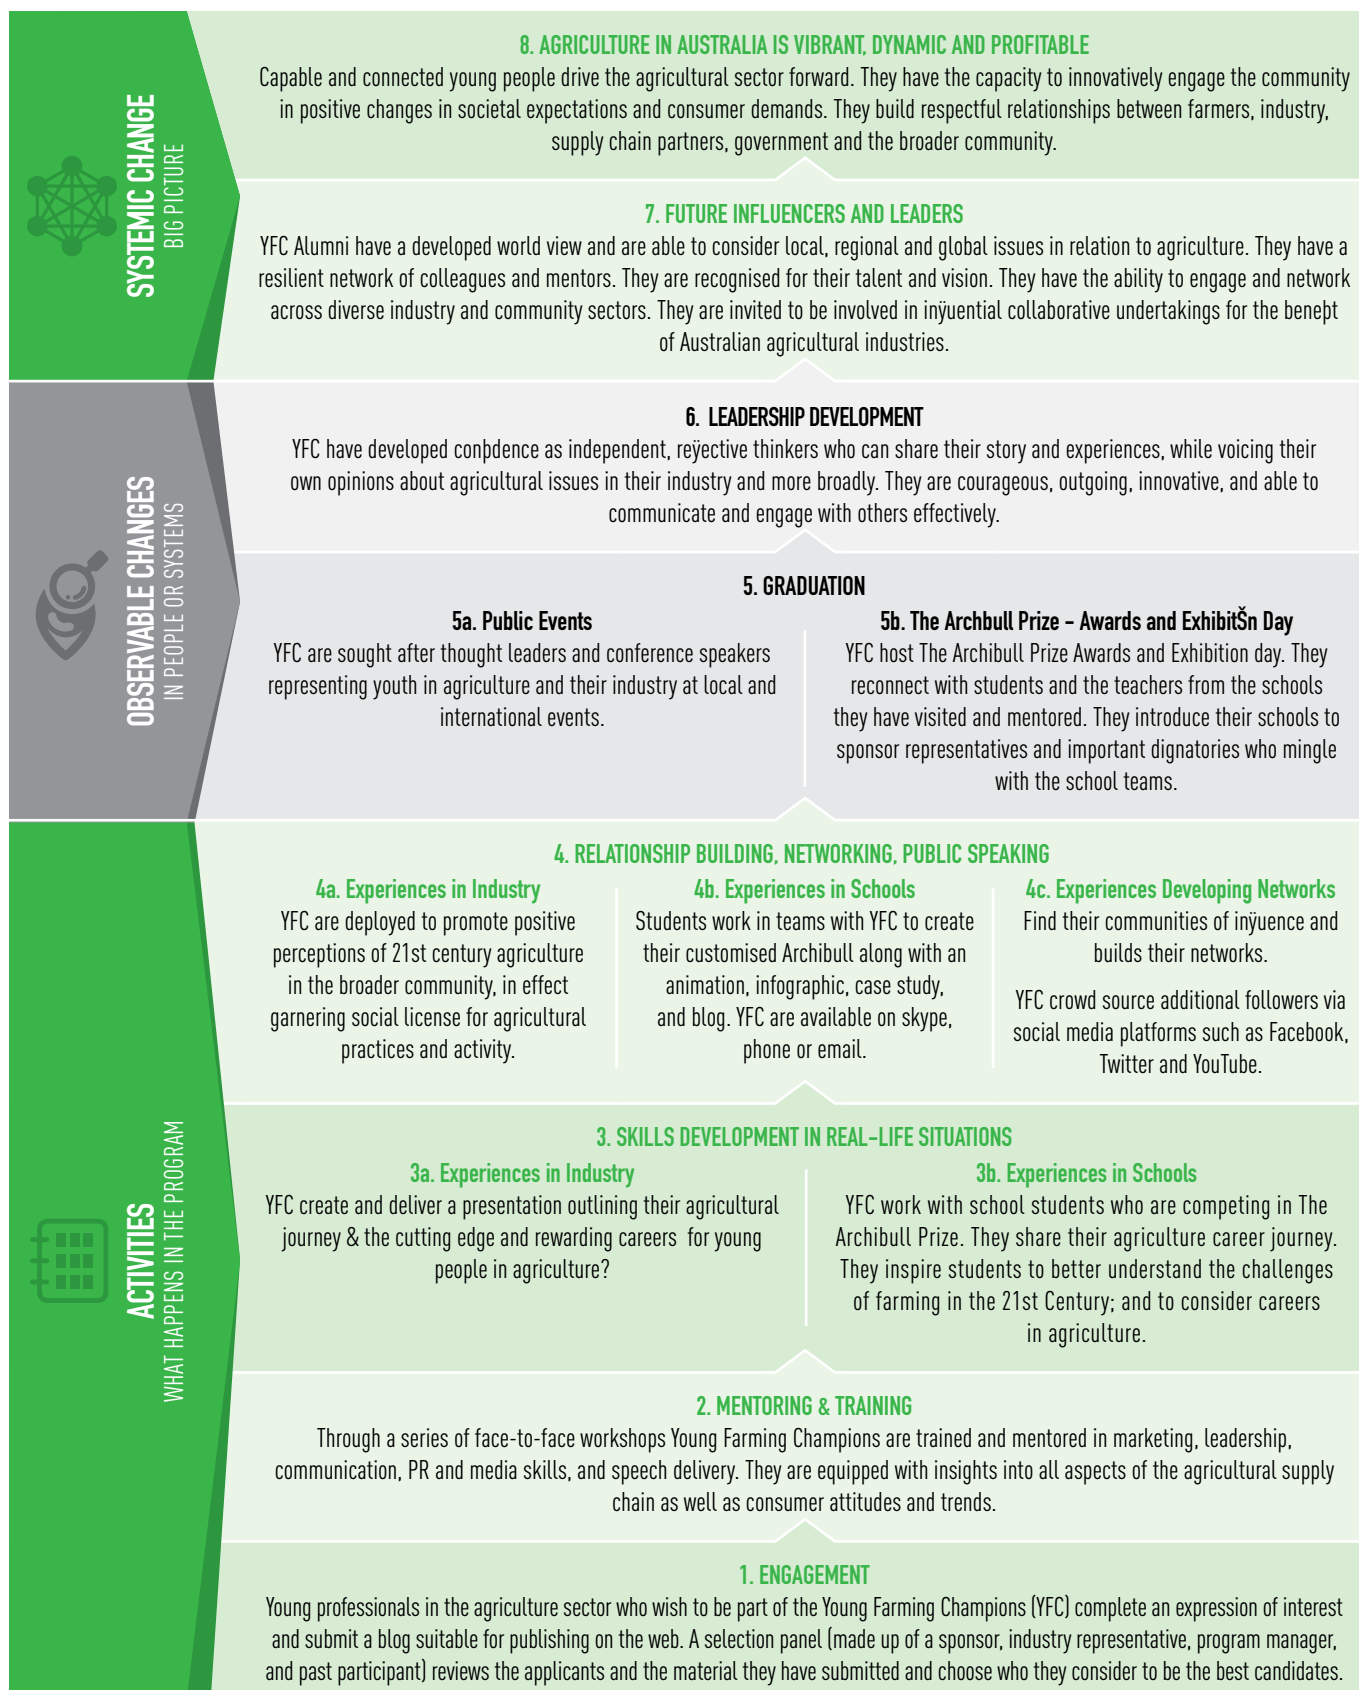 SYSTEMIC CHANGE
BIG PICTURE
8. AGRICULTURE IN AUSTRALIA IS VIBRANT, DYNAMIC AND PROFITABLE
Capable and connected young people drive the agricultural sector forward. They have the capacity to innovatively engage the community
in positive changes in societal expectations and consumer demands. They build respectful relationships between farmers, industry,
supply chain partners, government and the broader community.
7. FUTURE INFLUENCERS AND LEADERS
YFC Alumni have a developed world view and are able to consider local, regional and global issues in relation to agriculture. They have a
resilient network of colleagues and mentors. They are recognised for their talent and vision. They have the ability to engage and network
across diverse industry and community sectors. They are invited to be involved in inÿuential collaborative undertakings for the beneþt
of Australian agricultural industries.
OBSERVABLE CHANGES
IN PEOPLE OR SYSTEMS
6. LEADERSHIP DEVELOPMENT
YFC have developed conþdence as independent, reÿective thinkers who can share their story and experiences, while voicing their
own opinions about agricultural issues in their industry and more broadly. They are courageous, outgoing, innovative, and able to
communicate and engage with others effectively.
5. GRADUATION
5a. Public Events
YFC are sought after thought leaders and conference speakers
representing youth in agriculture and their industry at local and
international events.
5b. The Archbull Prize – Awards and ExhibitŠn Day
YFC host The Archibull Prize Awards and Exhibition day. They
reconnect with students and the teachers from the schools
they have visited and mentored. They introduce their schools to
sponsor representatives and important dignatories who mingle
with the school teams.
ACTIVITIES
WHAT HAPPENS IN THE PROGRAM
4. RELATIONSHIP BUILDING, NETWORKING, PUBLIC SPEAKING
4a. Experiences in Industry
YFC are deployed to promote positive
perceptions of 21st century agriculture
in the broader community, in effect
garnering social license for agricultural
practices and activity.
4b. Experiences in Schools
Students work in teams with YFC to create
their customised Archibull along with an
animation, infographic, case study,
and blog. YFC are available on skype,
phone or email.
4c. Experiences Developing Networks
Find their communities of inÿuence and
builds their networks.
YFC crowd source additional followers via
social media platforms such as Facebook,
Twitter and YouTube.
3. SKILLS DEVELOPMENT IN REAL-LIFE SITUATIONS
3a. Experiences in Industry
YFC create and deliver a presentation outlining their agricultural
journey & the cutting edge and rewarding careers for young
people in agriculture?
3b. Experiences in Schools
YFC work with school students who are competing in The
Archibull Prize. They share their agriculture career journey.
They inspire students to better understand the challenges
of farming in the 21st Century; and to consider careers
in agriculture.
2. MENTORING & TRAINING
Through a series of face-to-face workshops Young Farming Champions are trained and mentored in marketing, leadership,
communication, PR and media skills, and speech delivery. They are equipped with insights into all aspects of the agricultural supply
chain as well as consumer attitudes and trends.
1. ENGAGEMENT
Young professionals in the agriculture sector who wish to be part of the Young Farming Champions (YFC) complete an expression of interest
and submit a blog suitable for publishing on the web. A selection panel (made up of a sponsor, industry representative, program manager,
and past participant) reviews the applicants and the material they have submitted and choose who they consider to be the best candidates.